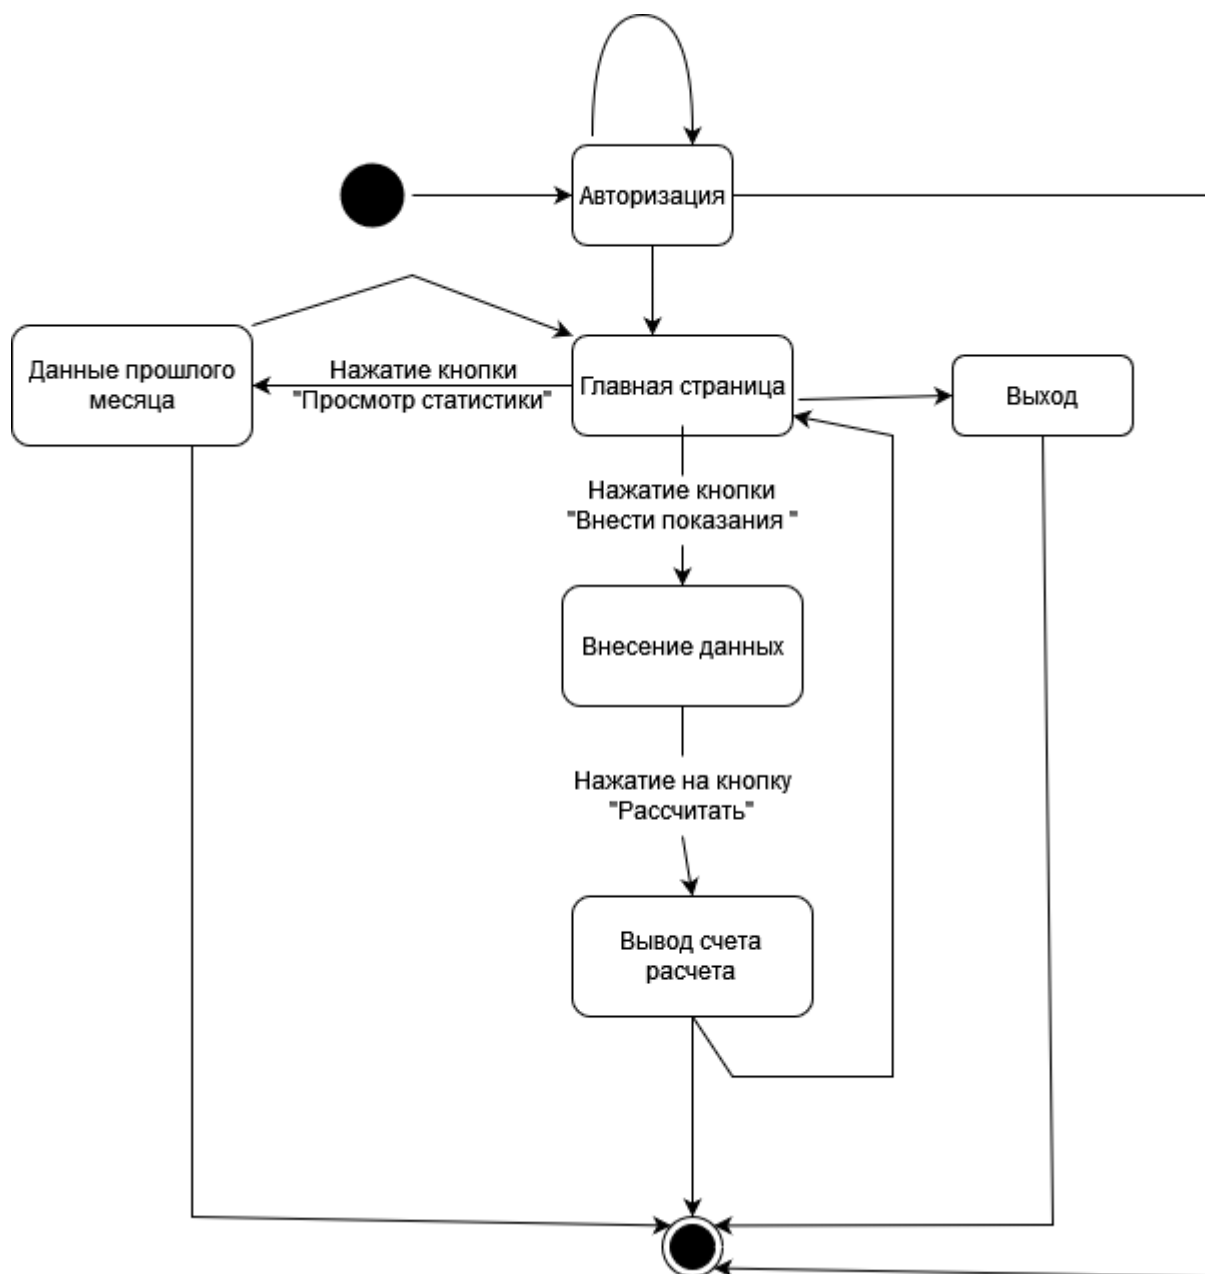 Авторизация
Данные прошлого
месяца
Нажатие кнопки
"Просмотр статистики"
Главная страница
Выход
Нажатие кнопки
"Внести показания "
Внесение данных
Нажатие на кнопку
"Рассчитать"
Вывод счета
расчета